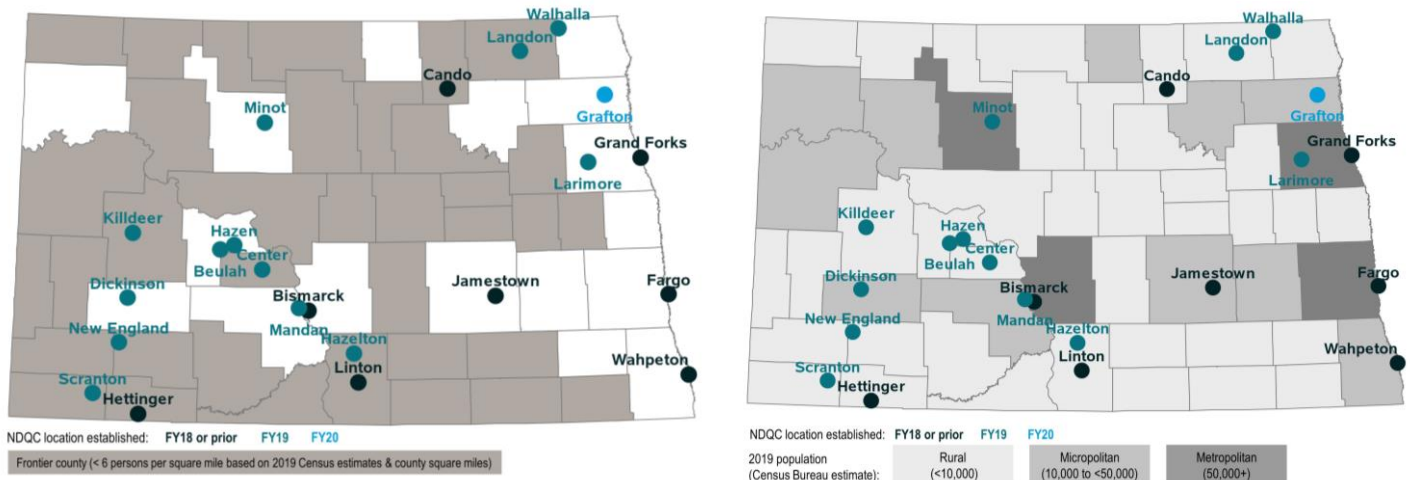 Walhalla
Langdon
Cando
Minot
Grafton
Grand Forks
Larimore
Killdeer
Hazen
Center
Beulah
Dickinson
Bismarck
Jamestown
Fargo
Mandan
New England
Hazelton
Linton
Wahpeton
Scranton
Hettinger
NDQC location established: FY18 or prior FY19 FY20
Frontier county (< 6 persons per square mile based on 2019 Census estimates & county square miles)
Walhalla
Langdon
Cando
Minot
Grafton
Grand Forks
Larimore
Killdeer
Hazen
Center
Beulah
Dickinson
Bismarck
Jamestown
Fargo
Mandan
New England
Hazelton
Linton
Wahpeton
Scranton
Hettinger
NDQC location established: FY18 or prior FY19 FY20
2019 population
(Census Bureau estimate):
Rural
(<10,000)
Micropolitan
(10,000 to <50,000)
Metropolitan
(50,000+)